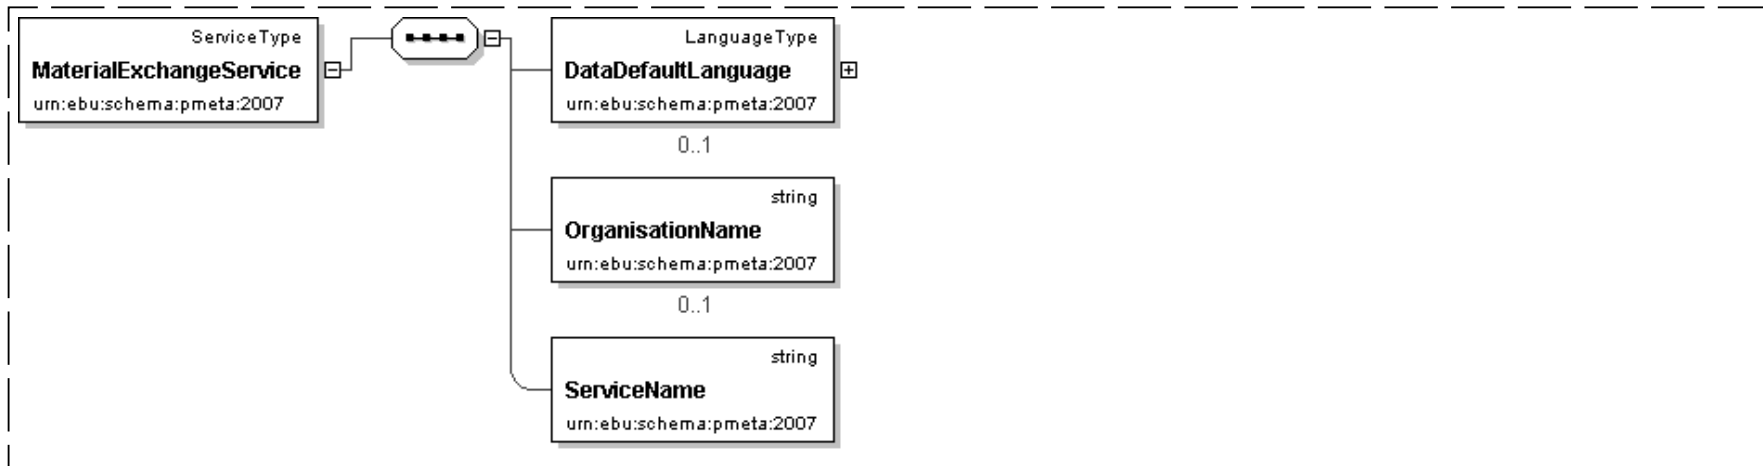 ServiceType
MaterialExchangeService
urn:ebu:schema:pmeta:2007
LanguageType
DataDefaultLanguage
urn:ebu:schema:pmeta:2007
0..1
string
OrganisationName
urn:ebu:schema:pmeta:2007
0..1
string
ServiceName
urn:ebu:schema:pmeta:2007